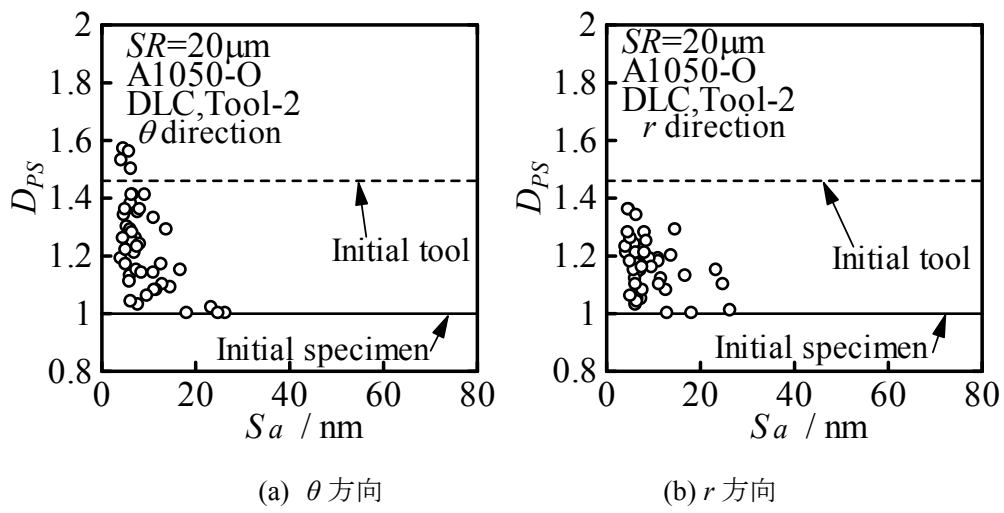 2
SR=20μm
A1050-O
DLC,Tool-2
θ direction
1.8
1.6
1.4
1.2
1
0.8
D_PS
Initial tool
Initial specimen
0 20 40 60 80
Sa / nm
(a) θ 方向
2
SR=20μm
A1050-O
DLC,Tool-2
r direction
1.8
1.6
1.4
1.2
1
0.8
D_PS
Initial tool
Initial specimen
0 20 40 60 80
Sa / nm
(b) r 方向